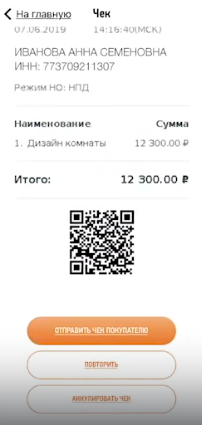 На главную Чек
07.06.2019 14:16:40(МСК)
ИВАНОВА АННА СЕМЕНОВНА
ИНН: 773709211307
Режим НО: НПД
Наименование Сумма
1. Дизайн комнаты 12 300.00 ₽
Итого: 12 300.00 ₽
ОТПРАВИТЬ ЧЕК ПОКУПАТЕЛЮ
ПОВТОРИТЬ
АННУЛИРОВАТЬ ЧЕК